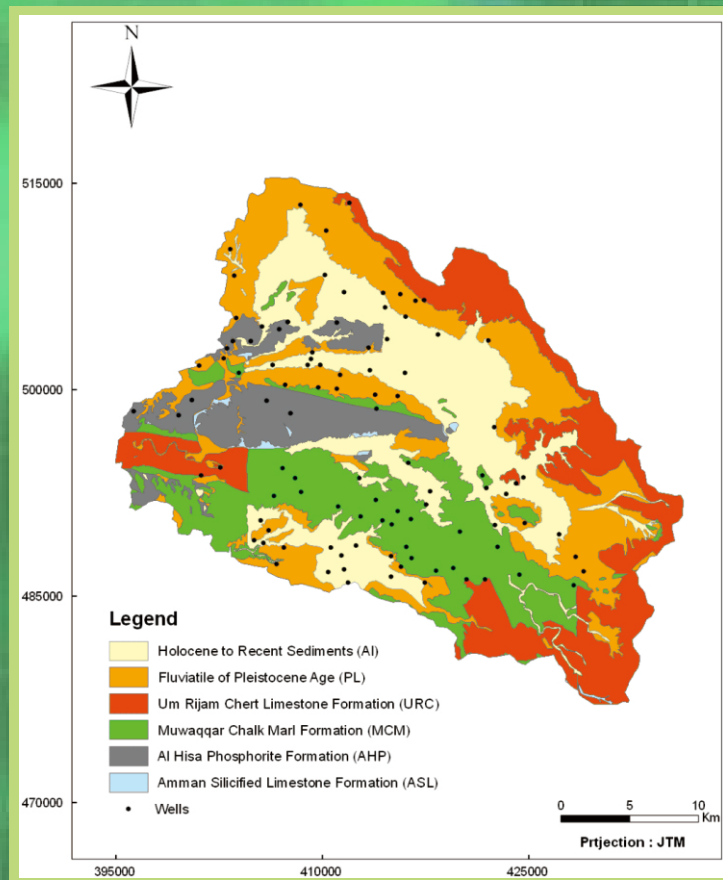 N
515000
500000
485000
470000
Legend
Holocene to Recent Sediments (Al)
Fluviatile of Pleistocene Age (PL)
Um Rijam Chert Limestone Formation (URC)
Muwaqqar Chalk Marl Formation (MCM)
Al Hisa Phosphorite Formation (AHP)
Amman Silicified Limestone Formation (ASL)
Wells
0 5 10
Km
Prtjection : JTM
395000 410000 425000